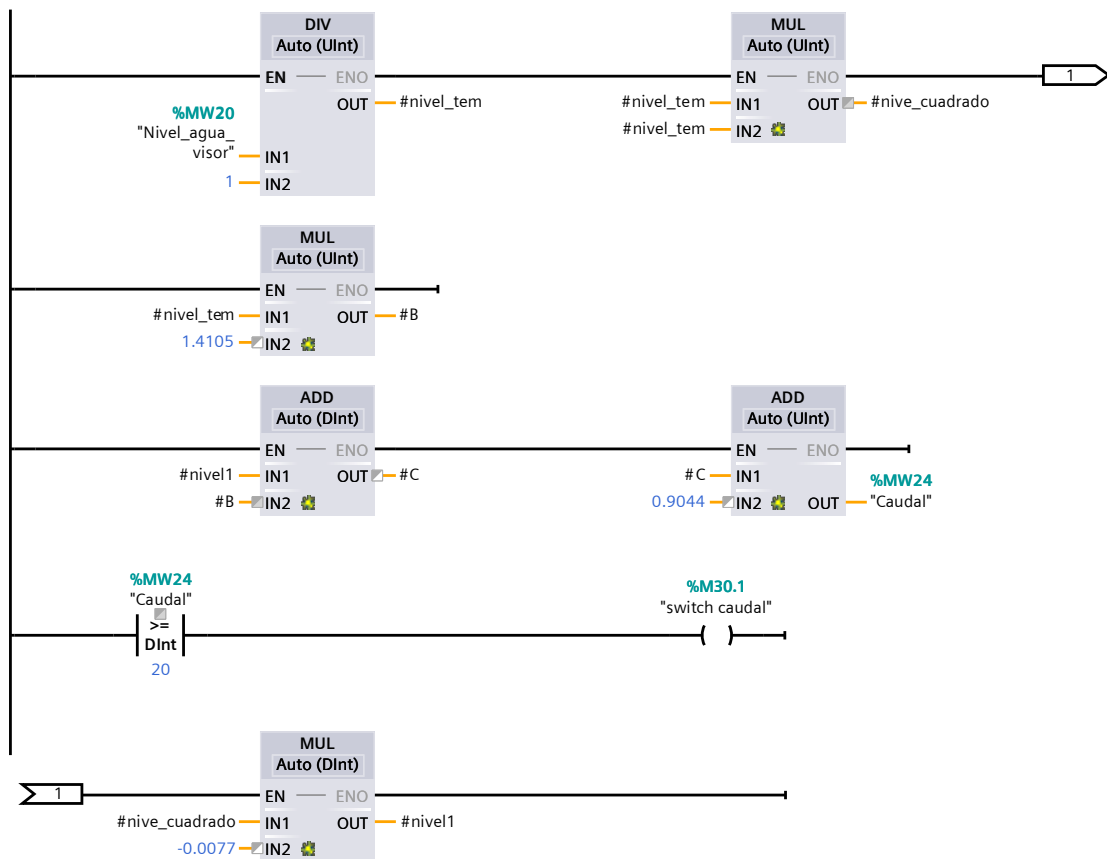 DIV
Auto (UInt)
EN ENO
OUT #nivel_tem
%MW20
"Nivel_agua_
visor" IN1
1 IN2
MUL
Auto (UInt)
EN ENO
#nivel_tem IN1 OUT #nive_cuadrado
#nivel_tem IN2
1
MUL
Auto (UInt)
EN ENO
#nivel_tem IN1 OUT #B
1.4105 IN2
ADD
Auto (DInt)
EN ENO
#nivel1 IN1 OUT #C
#B IN2
ADD
Auto (UInt)
EN ENO
#C IN1
%MW24
0.9044 IN2 OUT "Caudal"
%MW24
"Caudal"
>=
DInt
20
%M30.1
"switch caudal"
1
MUL
Auto (DInt)
EN ENO
#nive_cuadrado IN1 OUT #nivel1
-0.0077 IN2